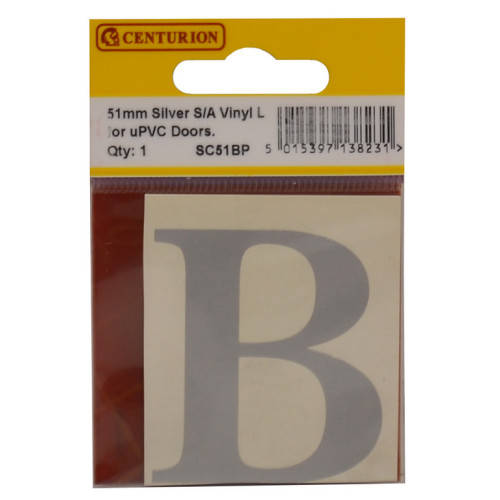 CENTURION
51mm Silver S/A Vinyl L
for uPVC Doors.
Qty: 1 SC51BP
5 015397 138231 >
B